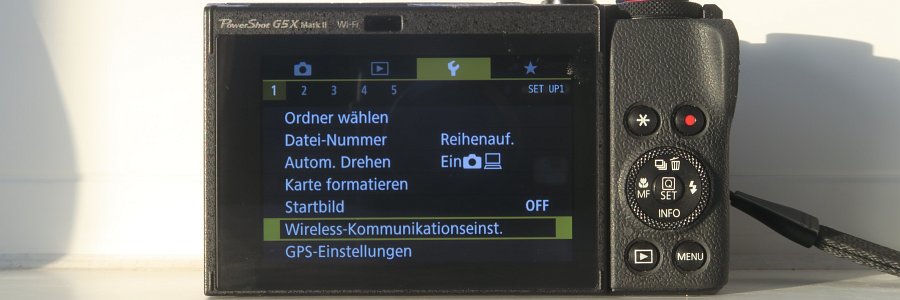 PowerShot G5X Mark II Wi-Fi
1 2 3 4 5 SET UP1
Ordner wählen
Datei-Nummer Reihenauf.
Autom. Drehen Ein
Karte formatieren
Startbild OFF
Wireless-Kommunikationseinst.
GPS-Einstellungen
MF
Q
SET
INFO
MENU